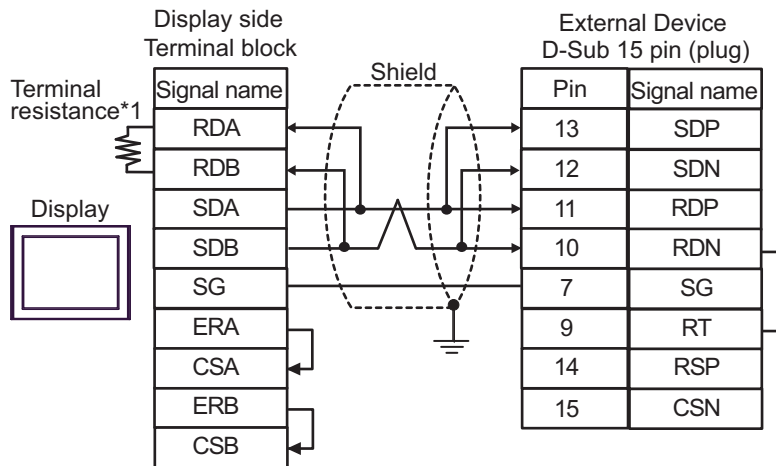 Display side
Terminal block
External Device
D-Sub 15 pin (plug)
Terminal
resistance*1
Shield
Signal name
Pin
Signal name
RDA
13
SDP
RDB
12
SDN
Display
SDA
11
RDP
SDB
10
RDN
SG
7
SG
ERA
9
RT
CSA
14
RSP
ERB
15
CSN
CSB